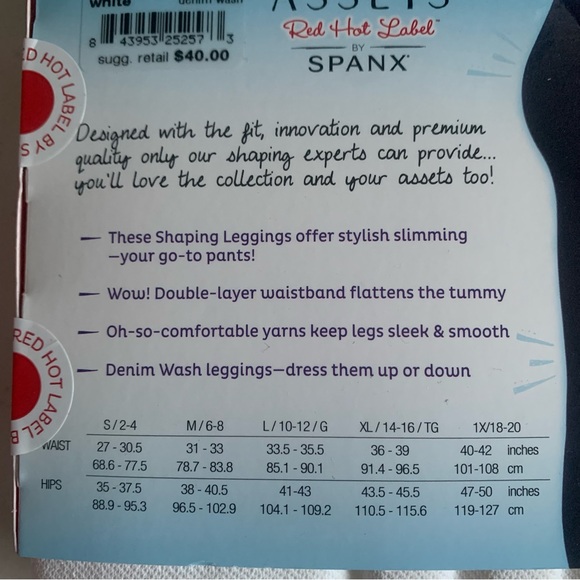 white denim wash
8 43953 25257 3
sugg. retail $40.00
ASSETS
Red Hot Label™
BY
SPANX®
RED HOT LABEL BY S
Designed with the fit, innovation and premium
quality only our shaping experts can provide...
you'll love the collection and your assets too!
— These Shaping Leggings offer stylish slimming
—your go-to pants!
— Wow! Double-layer waistband flattens the tummy
— Oh-so-comfortable yarns keep legs sleek & smooth
— Denim Wash leggings—dress them up or down
RED HOT LABEL B
S / 2-4 M / 6-8 L / 10-12 / G XL / 14-16 / TG 1X/18-20
WAIST 27 - 30.5 31 - 33 33.5 - 35.5 36 - 39 40-42 inches
68.6 - 77.5 78.7 - 83.8 85.1 - 90.1 91.4 - 96.5 101-108 cm
HIPS 35 - 37.5 38 - 40.5 41-43 43.5 - 45.5 47-50 inches
88.9 - 95.3 96.5 - 102.9 104.1 - 109.2 110.5 - 115.6 119-127 cm